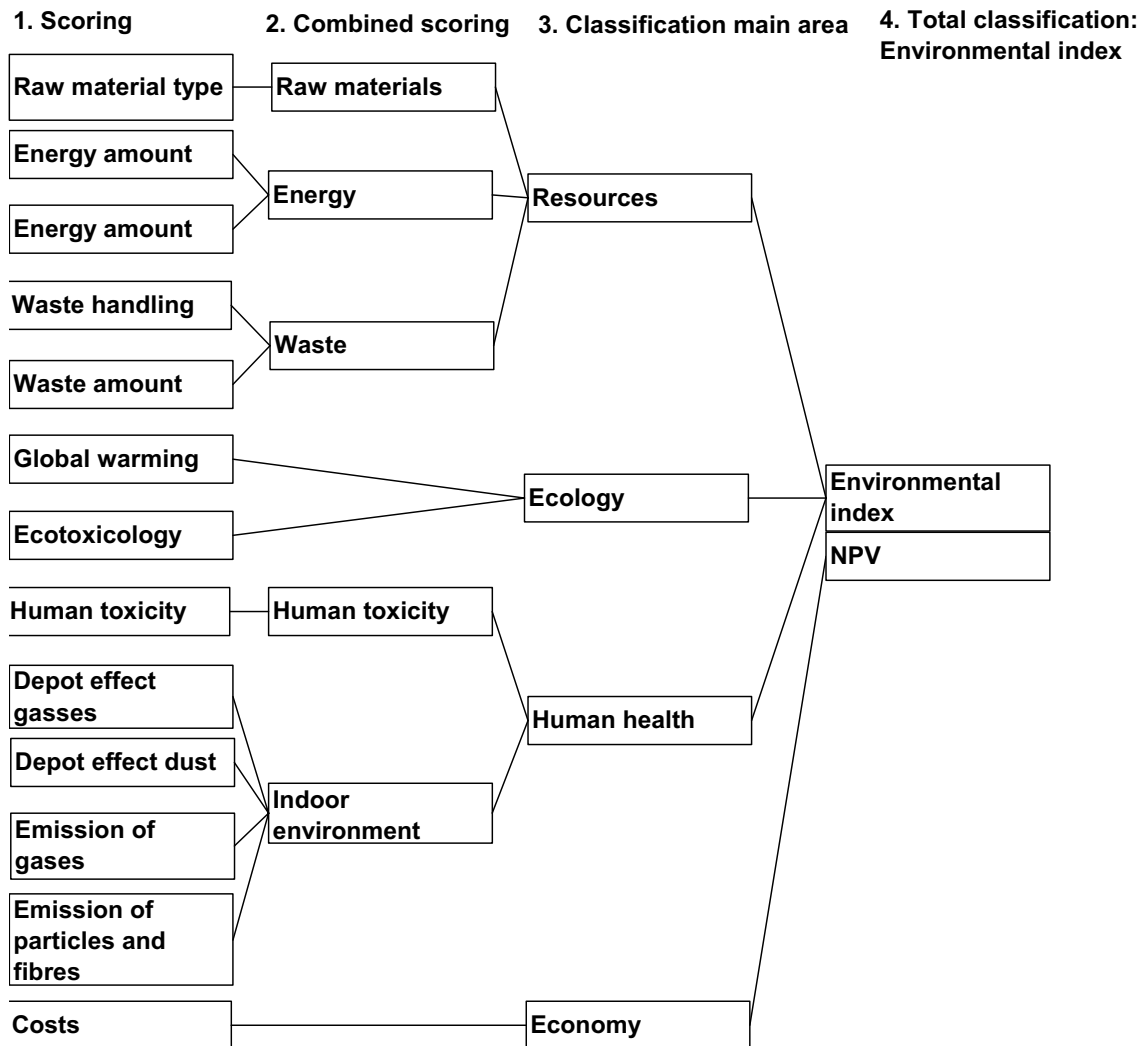 1. Scoring
2. Combined scoring
3. Classification main area
4. Total classification:
Environmental index
Raw material type
Raw materials
Energy amount
Energy
Resources
Energy amount
Waste handling
Waste
Waste amount
Global warming
Ecology
Environmental
index
Ecotoxicology
NPV
Human toxicity
Human toxicity
Depot effect
gasses
Human health
Depot effect dust
Indoor
environment
Emission of
gases
Emission of
particles and
fibres
Costs
Economy